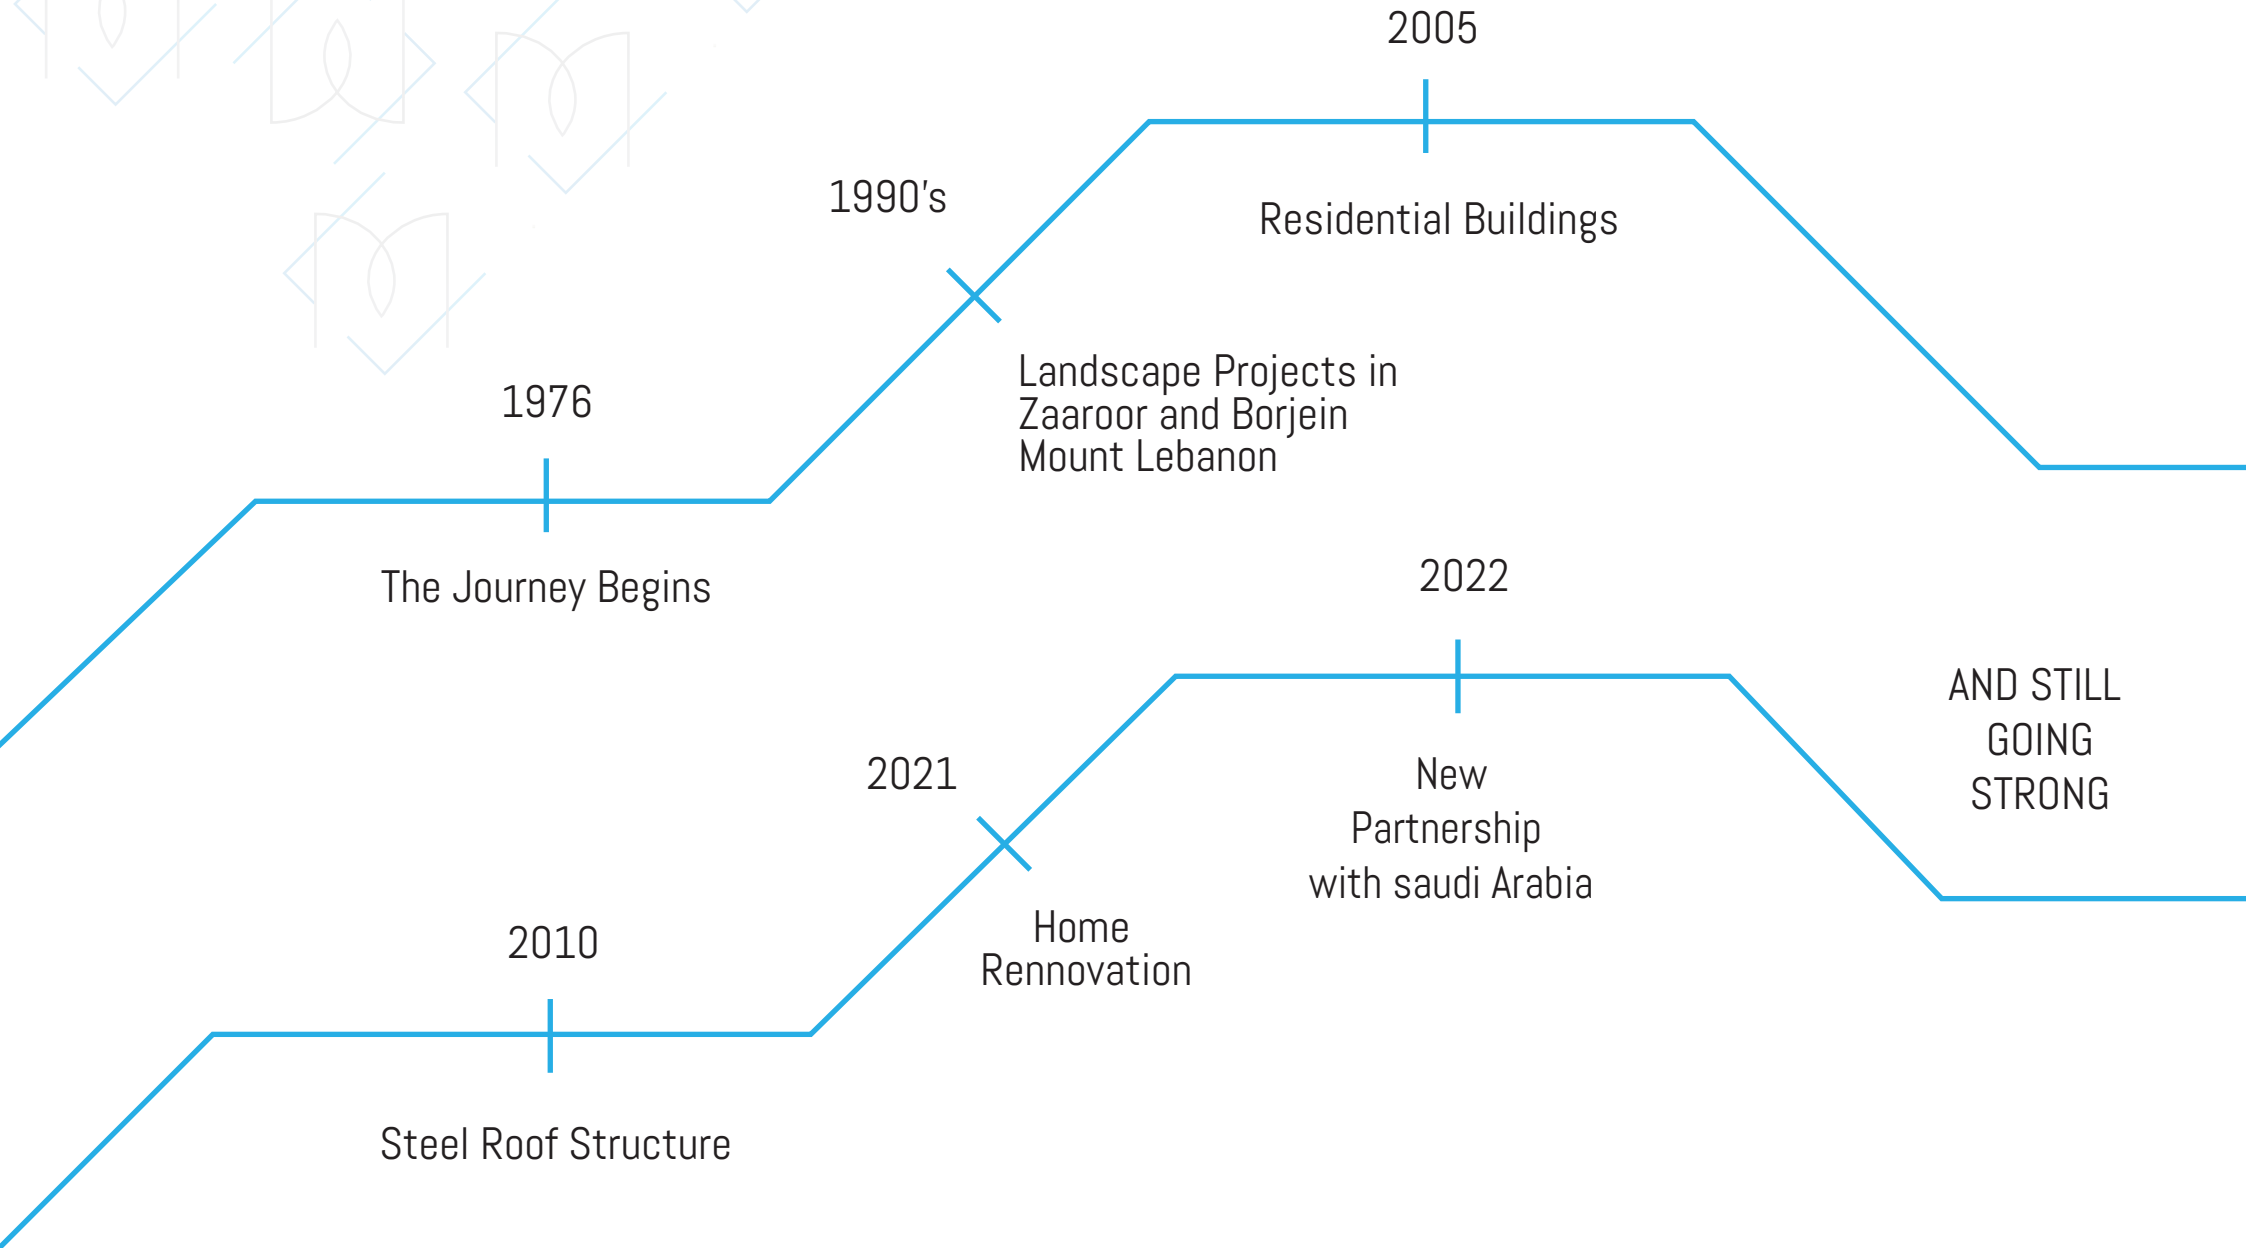 1976
The Journey Begins
1990's
Landscape Projects in
Zaaroor and Borjein
Mount Lebanon
2005
Residential Buildings
2010
Steel Roof Structure
2021
Home
Rennovation
2022
New
Partnership
with saudi Arabia
AND STILL
GOING
STRONG